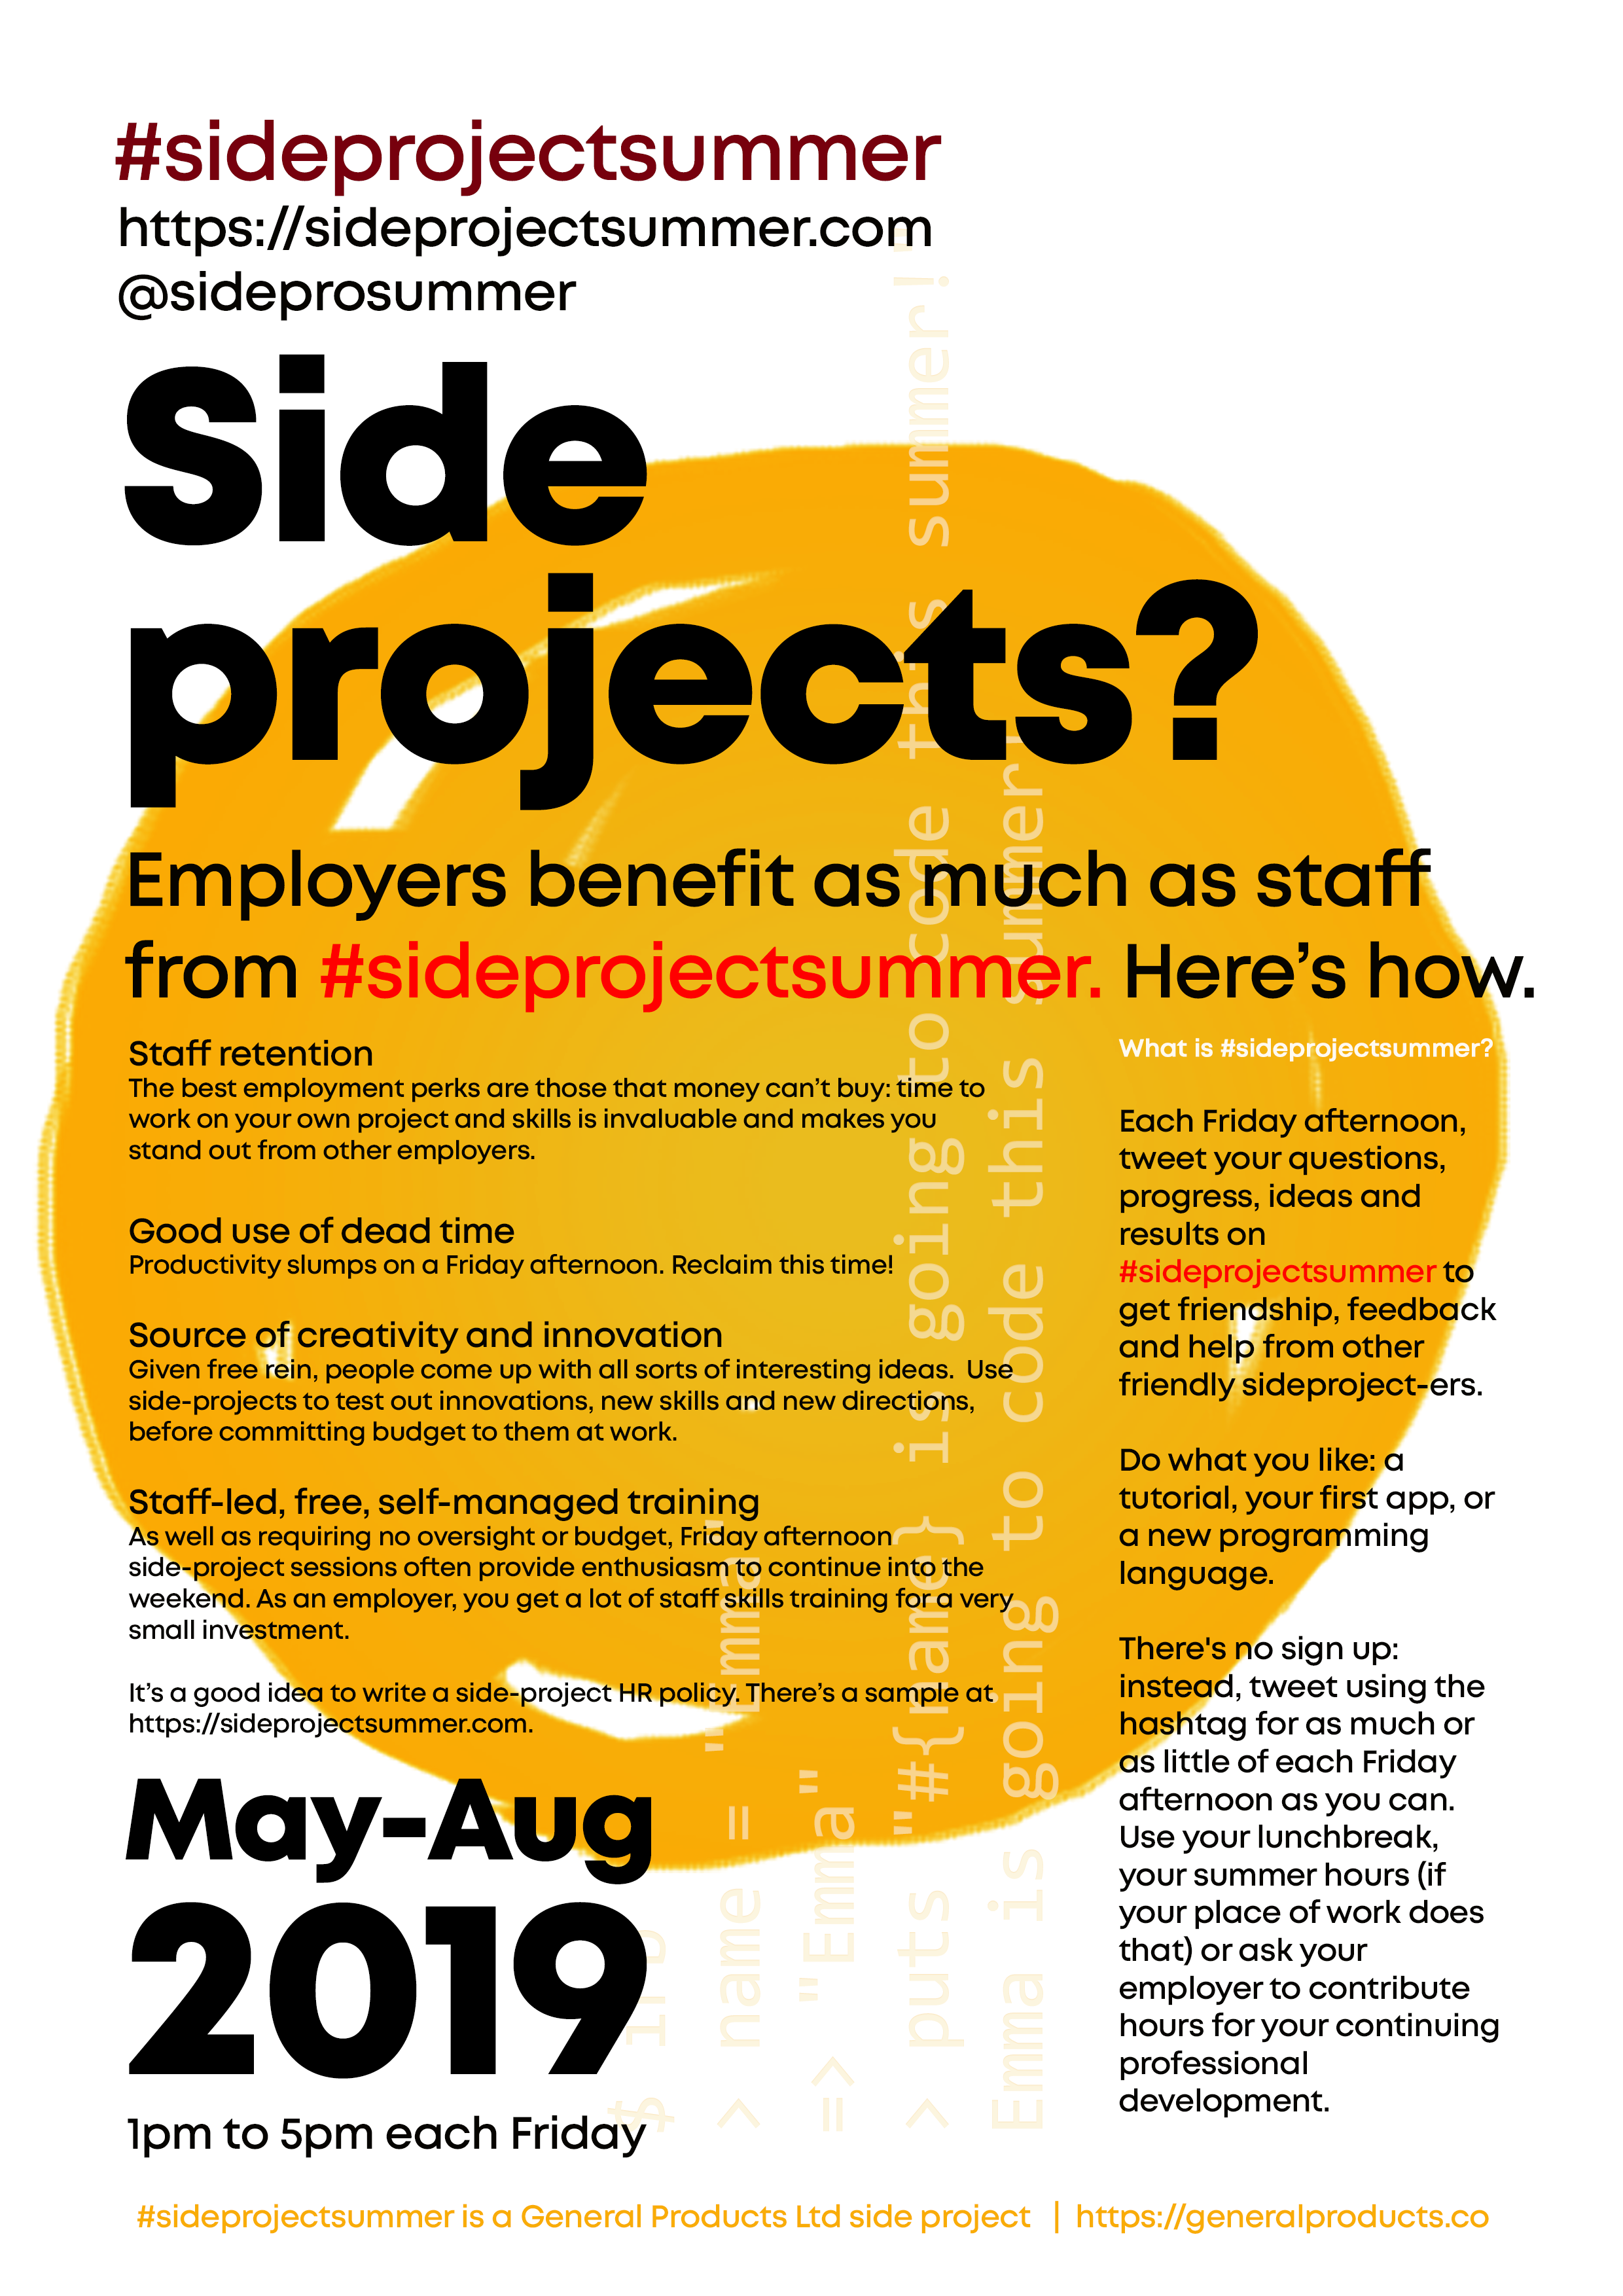 #sideprojectsummer
https://sideprojectsummer.com
@sideprosummer
Side
projects?
Employers benefit as much as staff
from #sideprojectsummer. Here’s how.
Staff retention
The best employment perks are those that money can’t buy: time to
work on your own project and skills is invaluable and makes you
stand out from other employers.
Good use of dead time
Productivity slumps on a Friday afternoon. Reclaim this time!
Source of creativity and innovation
Given free rein, people come up with all sorts of interesting ideas.  Use
side-projects to test out innovations, new skills and new directions,
before committing budget to them at work.
Staff-led, free, self-managed training
As well as requiring no oversight or budget, Friday afternoon
side-project sessions often provide enthusiasm to continue into the
weekend. As an employer, you get a lot of staff skills training for a very
small investment.
It’s a good idea to write a side-project HR policy. There’s a sample at
https://sideprojectsummer.com.
May-Aug
2019
1pm to 5pm each Friday
What is #sideprojectsummer?
Each Friday afternoon,
tweet your questions,
progress, ideas and
results on
#sideprojectsummer to
get friendship, feedback
and help from other
friendly sideproject-ers.
Do what you like: a
tutorial, your first app, or
a new programming
language.
There's no sign up:
instead, tweet using the
hashtag for as much or
as little of each Friday
afternoon as you can.
Use your lunchbreak,
your summer hours (if
your place of work does
that) or ask your
employer to contribute
hours for your continuing
professional
development.
$ irb
> name = "Emma"
=> "Emma"
> puts "#{name} is going to code this summer!"
Emma is going to code this summer!
#sideprojectsummer is a General Products Ltd side project | https://generalproducts.co